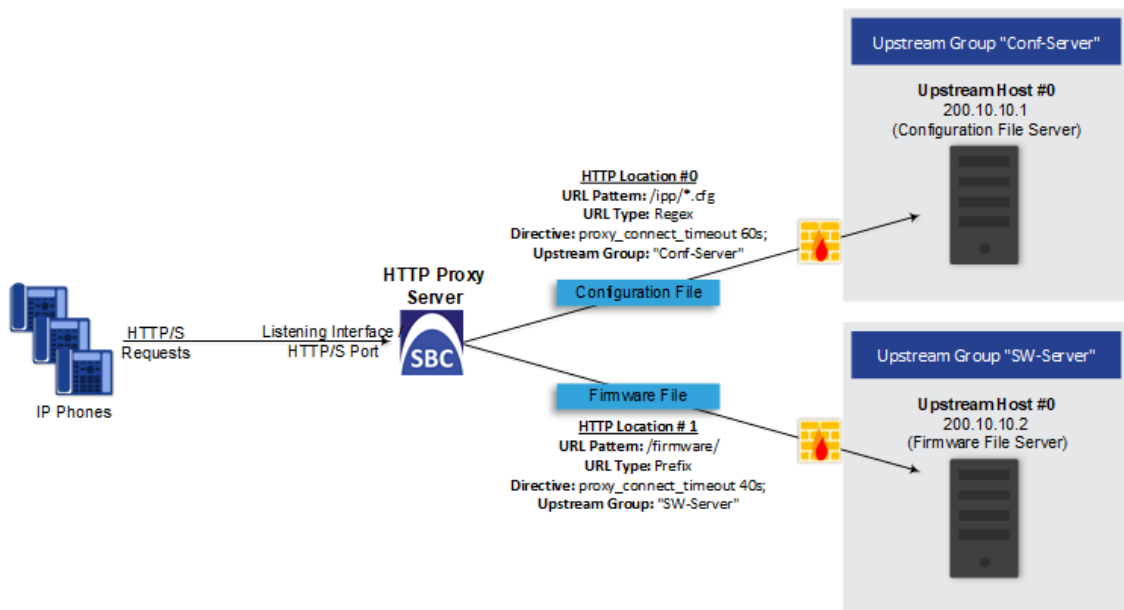 Upstream Group "Conf-Server"
Upstream Host #0
200.10.10.1
(Configuration File Server)
HTTP Location #0
URL Pattern: /ipp/*.cfg
URL Type: Regex
Directive: proxy_connect_timeout 60s;
Upstream Group: "Conf-Server"
Configuration File
HTTP Proxy
Server
SBC
HTTP/S
Requests
Listening Interface /
HTTP/S Port
IP Phones
Firmware File
HTTP Location # 1
URL Pattern: /firmware/
URL Type: Prefix
Directive: proxy_connect_timeout 40s;
Upstream Group: "SW-Server"
Upstream Group "SW-Server"
Upstream Host #0
200.10.10.2
(Firmware File Server)